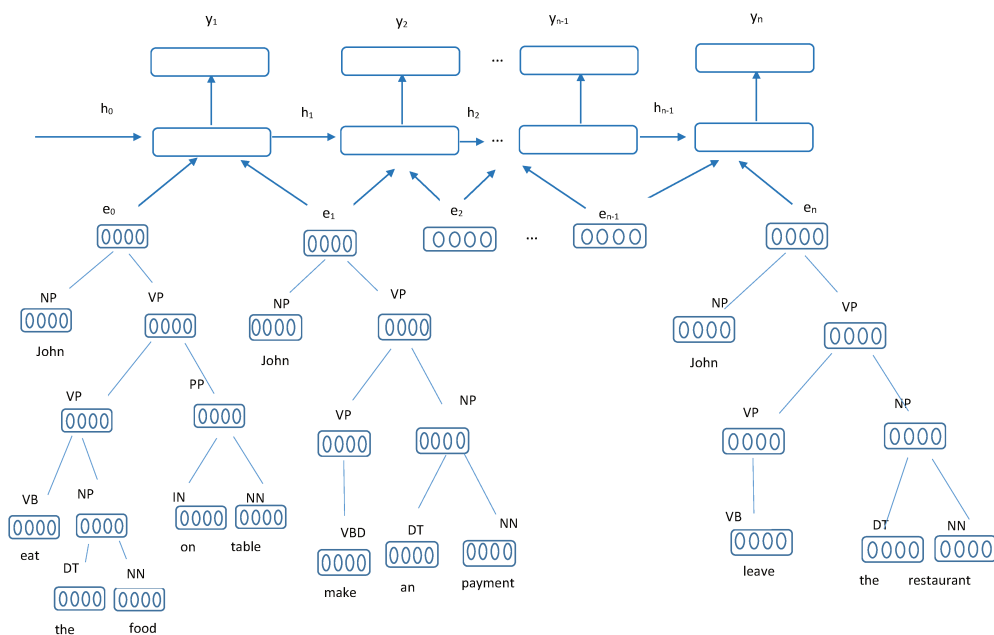 y1 y2 yn-1 yn
...
h0 h1 h2 hn-1
...
e0 e1 e2 en-1 en
...
NP VP NP VP NP VP
John John John
VP PP VP NP VP NP
VB NP IN NN VBD DT NN VB DT NN
eat on table make an payment leave the restaurant
DT NN
the food